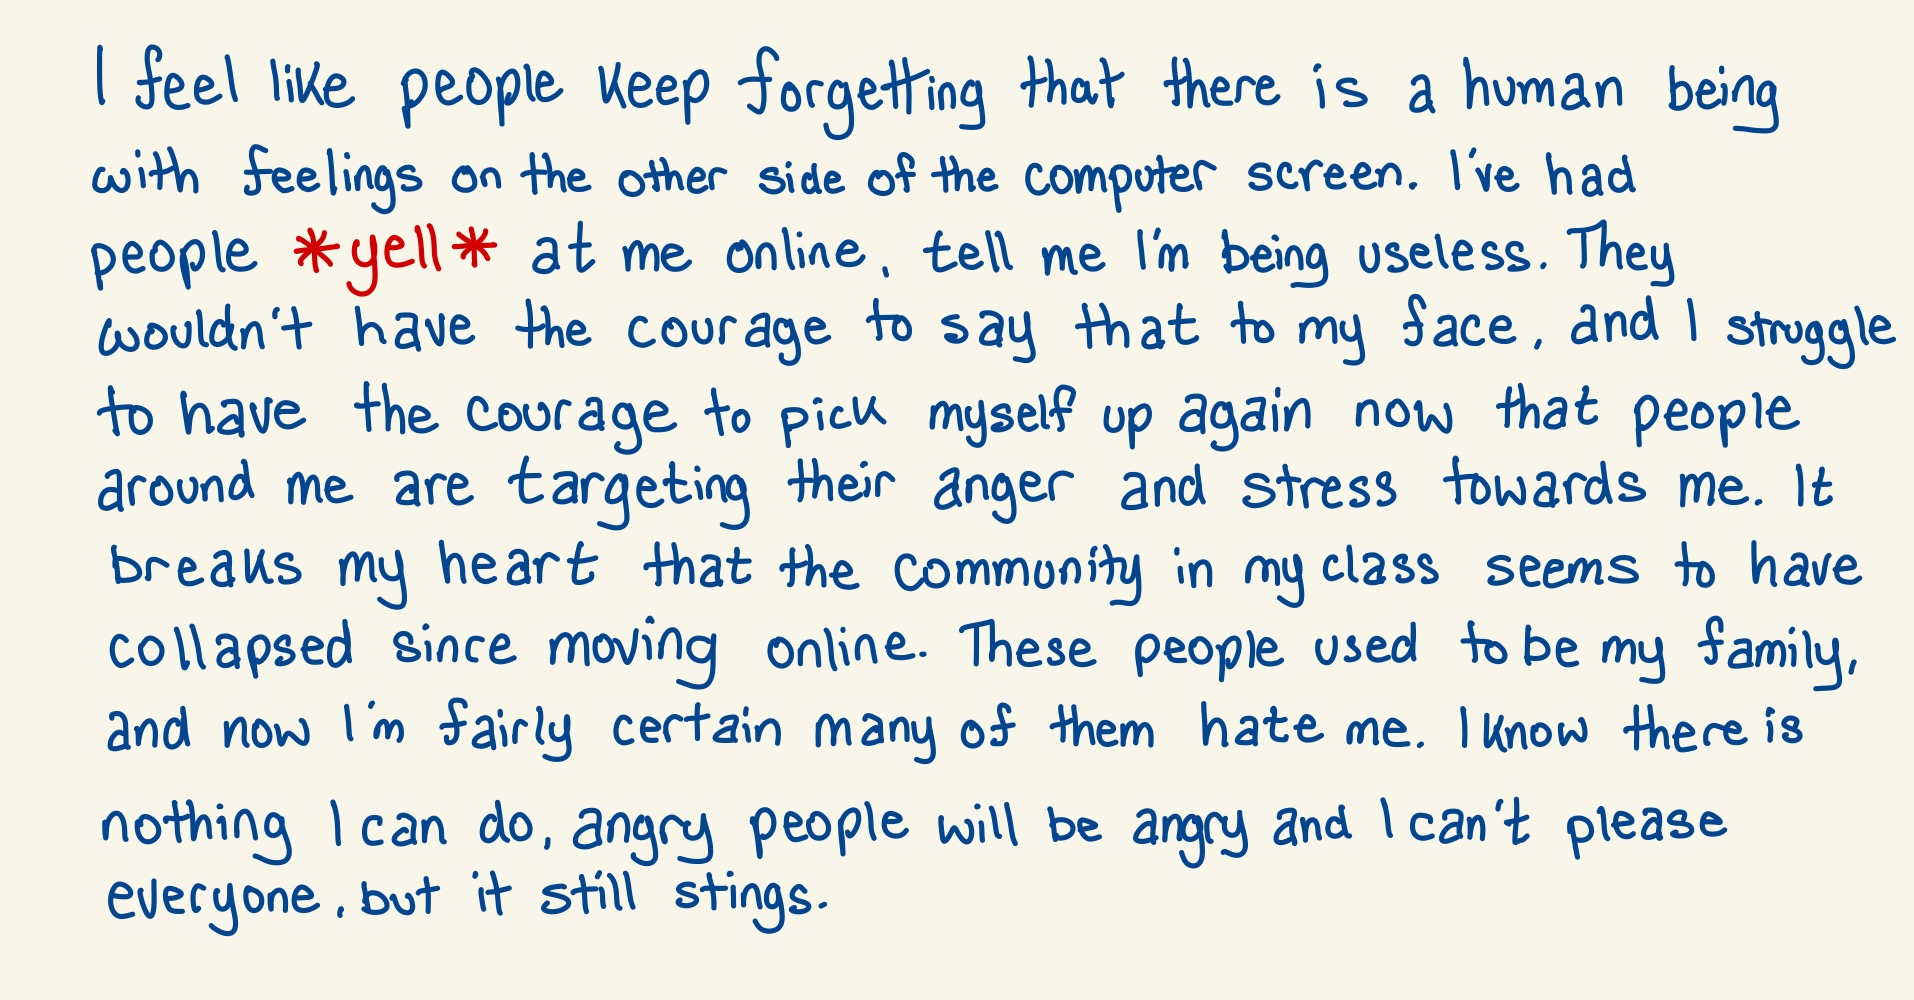 I feel like people keep forgetting that there is a human being
with feelings on the other side of the computer screen. I've had
people *yell* at me online, tell me I'm being useless. They
wouldn't have the courage to say that to my face, and I struggle
to have the courage to pick myself up again now that people
around me are targeting their anger and stress towards me. It
breaks my heart that the community in my class seems to have
collapsed since moving online. These people used to be my family,
and now I'm fairly certain many of them hate me. I know there is
nothing I can do, angry people will be angry and I can't please
everyone, but it still stings.